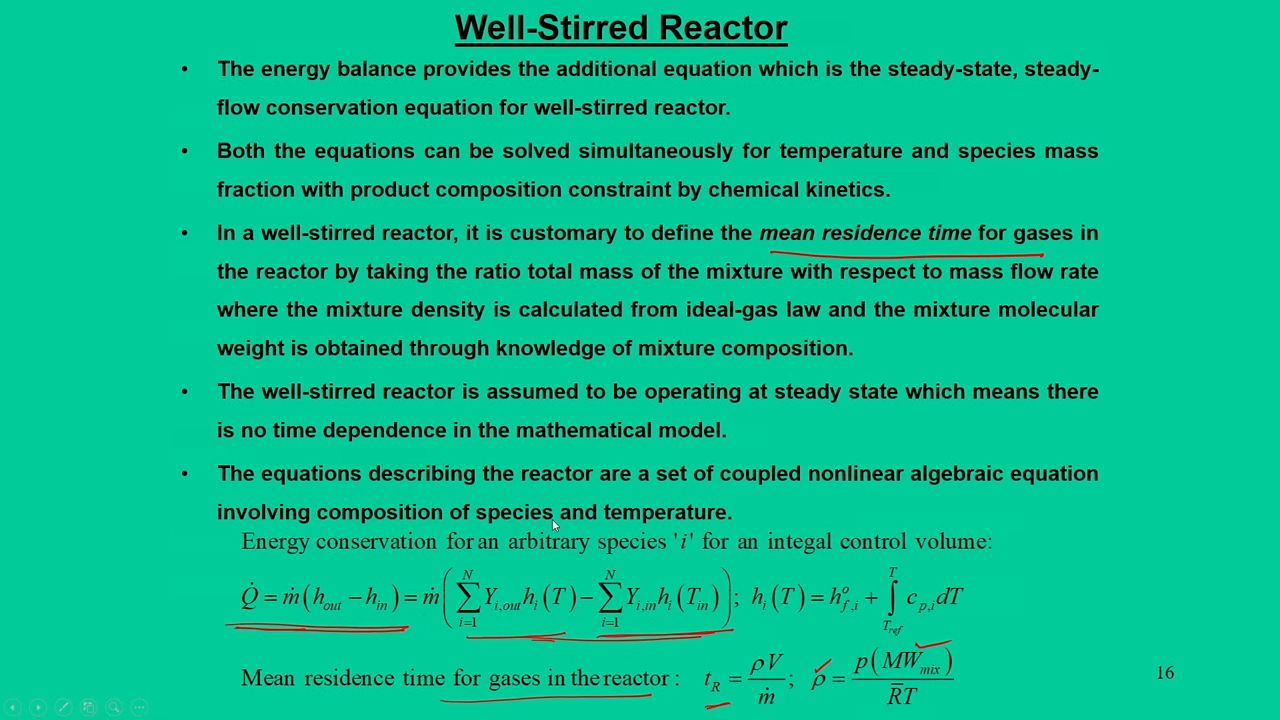 Well-Stirred Reactor
• The energy balance provides the additional equation which is the steady-state, steady-
flow conservation equation for well-stirred reactor.
• Both the equations can be solved simultaneously for temperature and species mass
fraction with product composition constraint by chemical kinetics.
• In a well-stirred reactor, it is customary to define the mean residence time for gases in
the reactor by taking the ratio total mass of the mixture with respect to mass flow rate
where the mixture density is calculated from ideal-gas law and the mixture molecular
weight is obtained through knowledge of mixture composition.
• The well-stirred reactor is assumed to be operating at steady state which means there
is no time dependence in the mathematical model.
• The equations describing the reactor are a set of coupled nonlinear algebraic equation
involving composition of species and temperature.
Energy conservation for an arbitrary species 'i' for an integal control volume:
Q̇ = ṁ(h_out − h_in) = ṁ(∑_{i=1}^{N} Y_{i,out}h_i(T) − ∑_{i=1}^{N} Y_{i,in}h_i(T_in)); h_i(T) = h^o_{f,i} + ∫_{T_ref}^{T} c_{p,i}dT
Mean residence time for gases in the reactor: t_R = ρV/ṁ; ρ = p(MW_mix)/R̄T
16